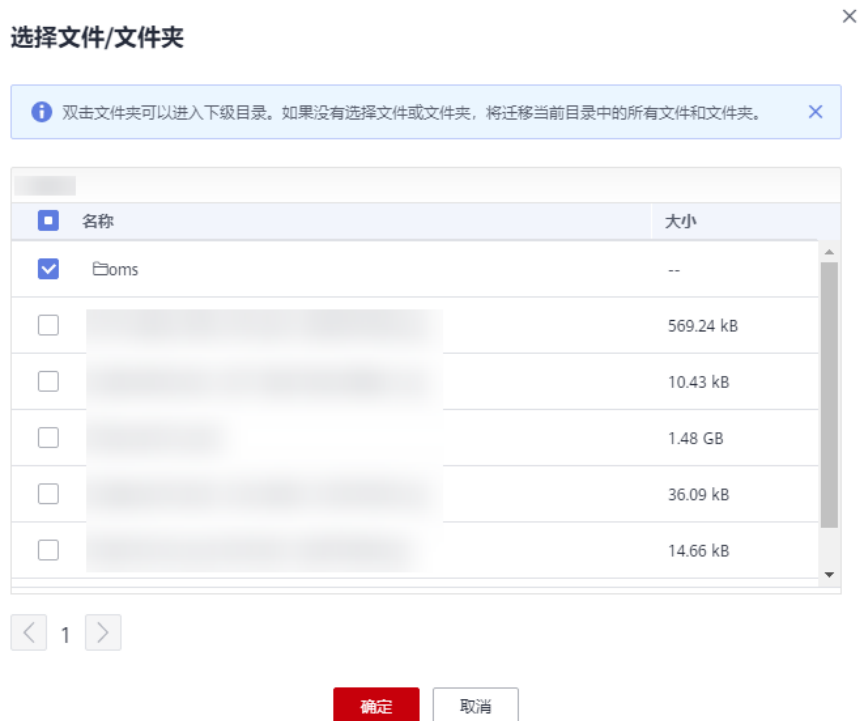 选择文件/文件夹
双击文件夹可以进入下级目录。如果没有选择文件或文件夹，将迁移当前目录中的所有文件和文件夹。
名称 大小
oms --
569.24 kB
10.43 kB
1.48 GB
36.09 kB
14.66 kB
1
确定 取消